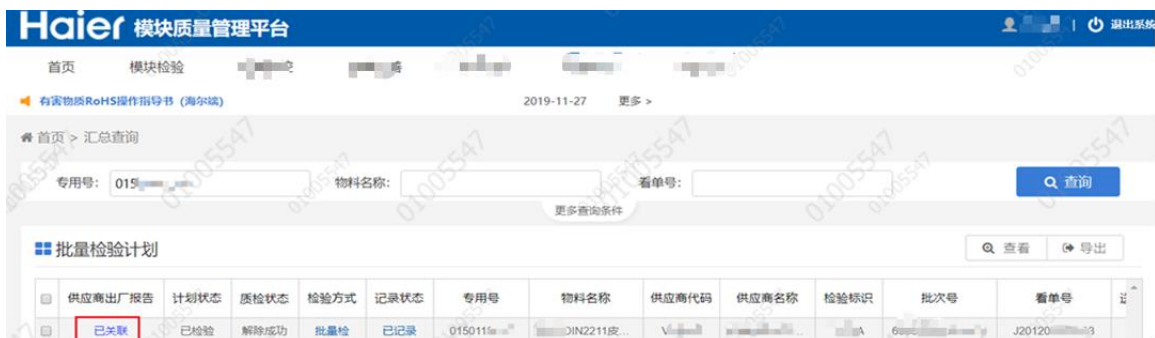 Haier 模块质量管理平台 退出系统
首页 模块检验
有害物质RoHS操作指导书 (海尔端) 2019-11-27 更多 >
首页 > 汇总查询
专用号: 物料名称: 看单号: 查询
更多查询条件
批量检验计划 查看 导出
供应商出厂报告 计划状态 质检状态 检验方式 记录状态 专用号 物料名称 供应商代码 供应商名称 检验标识 批次号 看单号
已关联 已检验 解除成功 批量检 已记录
01005547